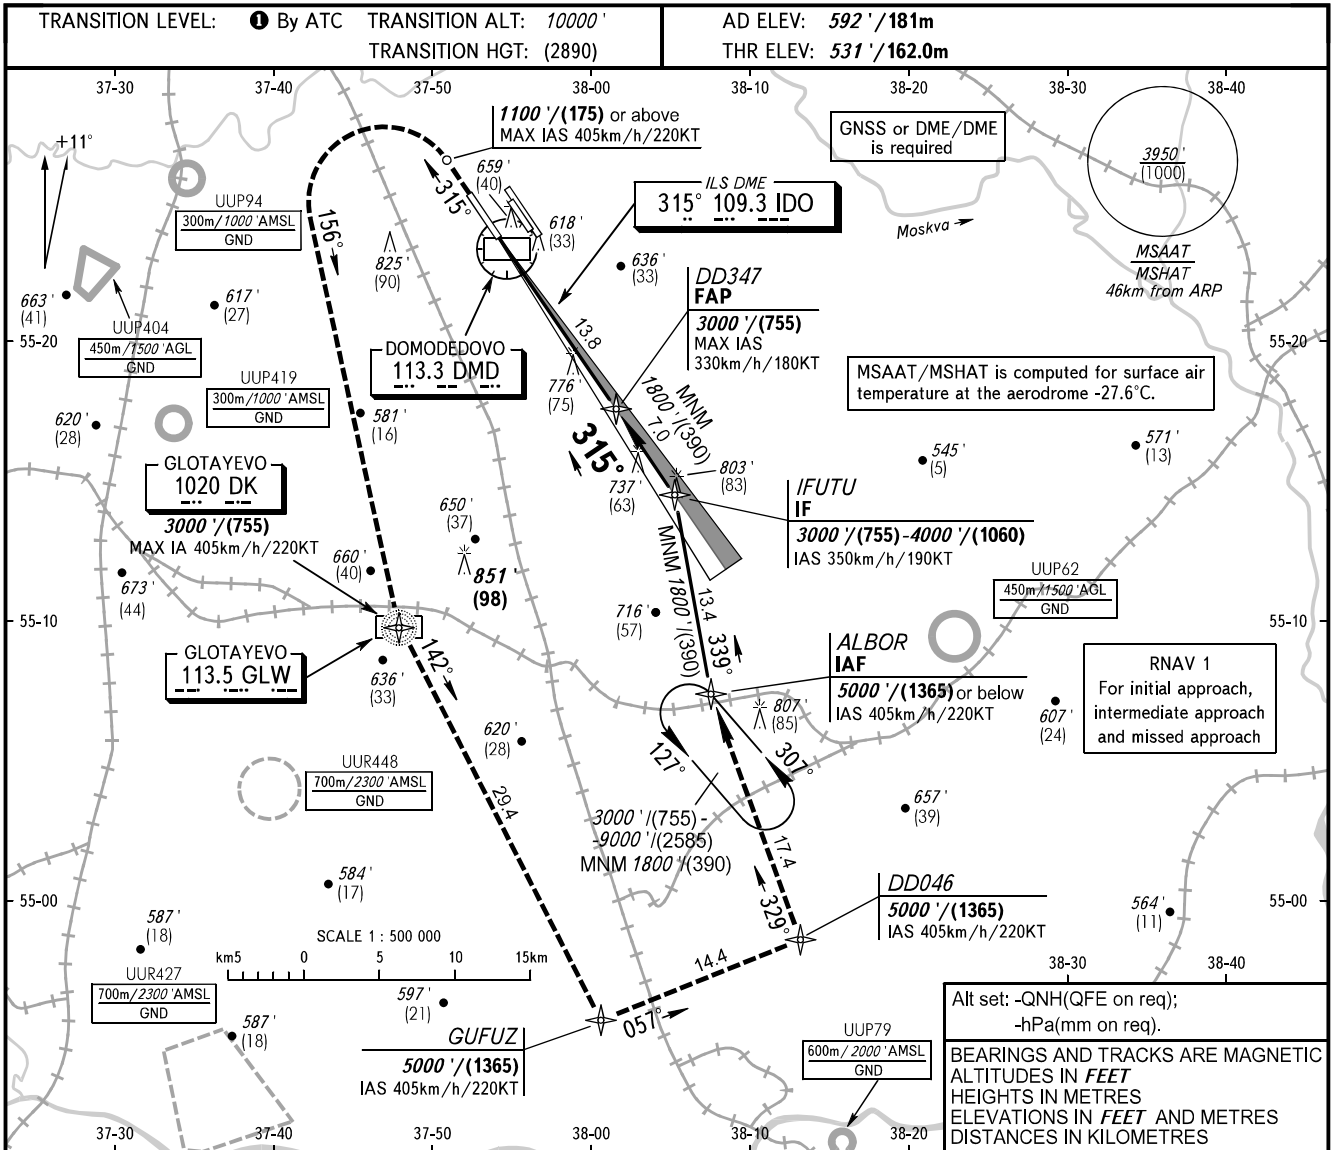 TRANSITION LEVEL: ❶ By ATC TRANSITION ALT: 10000'
TRANSITION HGT: (2890)
AD ELEV: 592'/181m
THR ELEV: 531'/162.0m
37-30 37-40 37-50 38-00 38-10 38-20 38-30 38-40
+11°
1100'/(175) or above
MAX IAS 405km/h/220KT
GNSS or DME/DME
is required
3950'
(1000)
MSAAT
MSHAT
46km from ARP
Moskva
659'
(40)
315°
ILS DME
315° 109.3 IDO
618'
(33)
636'
(33)
UUP94
300m/1000'AMSL
GND
156°
825'
(90)
663'
(41)
617'
(27)
UUP404
450m/1500'AGL
GND
DD347
FAP
3000'/(755)
MAX IAS
330km/h/180KT
13.8
55-20
55-20
DOMODEDOVO
113.3 DMD
776'
(75)
MSAAT/MSHAT is computed for surface air
temperature at the aerodrome -27.6°C.
UUP419
300m/1000'AMSL
GND
MNM
1800'/(390)
7.0
620'
(28)
581'
(16)
315°
545'
(5)
571'
(13)
GLOTAYEVO
1020 DK
3000'/(755)
MAX IA 405km/h/220KT
737'
(63)
803'
(83)
IFUTU
IF
3000'/(755)-4000'/(1060)
IAS 350km/h/190KT
650'
(37)
660'
(40)
851'
(98)
673'
(44)
MNM 1800'/(390)
13.4
339°
716'
(57)
UUP62
450m/1500'AGL
GND
55-10
55-10
142°
GLOTAYEVO
113.5 GLW
636'
(33)
ALBOR
IAF
5000'/(1365) or below
IAS 405km/h/220KT
RNAV 1
For initial approach,
intermediate approach
and missed approach
807'
(85)
607'
(24)
620'
(28)
127°
307°
UUR448
700m/2300'AMSL
GND
29.4
3000'/(755)-
-9000'/(2585)
MNM 1800'/(390)
17.4
657'
(39)
584'
(17)
329°
DD046
5000'/(1365)
IAS 405km/h/220KT
55-00
55-00
564'
(11)
587'
(18)
SCALE 1 : 500 000
km5 0 5 10 15km
14.4
38-30 38-40
UUR427
700m/2300'AMSL
GND
597'
(21)
587'
(18)
057°
GUFUZ
5000'/(1365)
IAS 405km/h/220KT
UUP79
600m/2000'AMSL
GND
Alt set: -QNH(QFE on req);
-hPa(mm on req).
BEARINGS AND TRACKS ARE MAGNETIC
ALTITUDES IN FEET
HEIGHTS IN METRES
ELEVATIONS IN FEET AND METRES
DISTANCES IN KILOMETRES
37-30 37-40 37-50 38-00 38-10 38-20